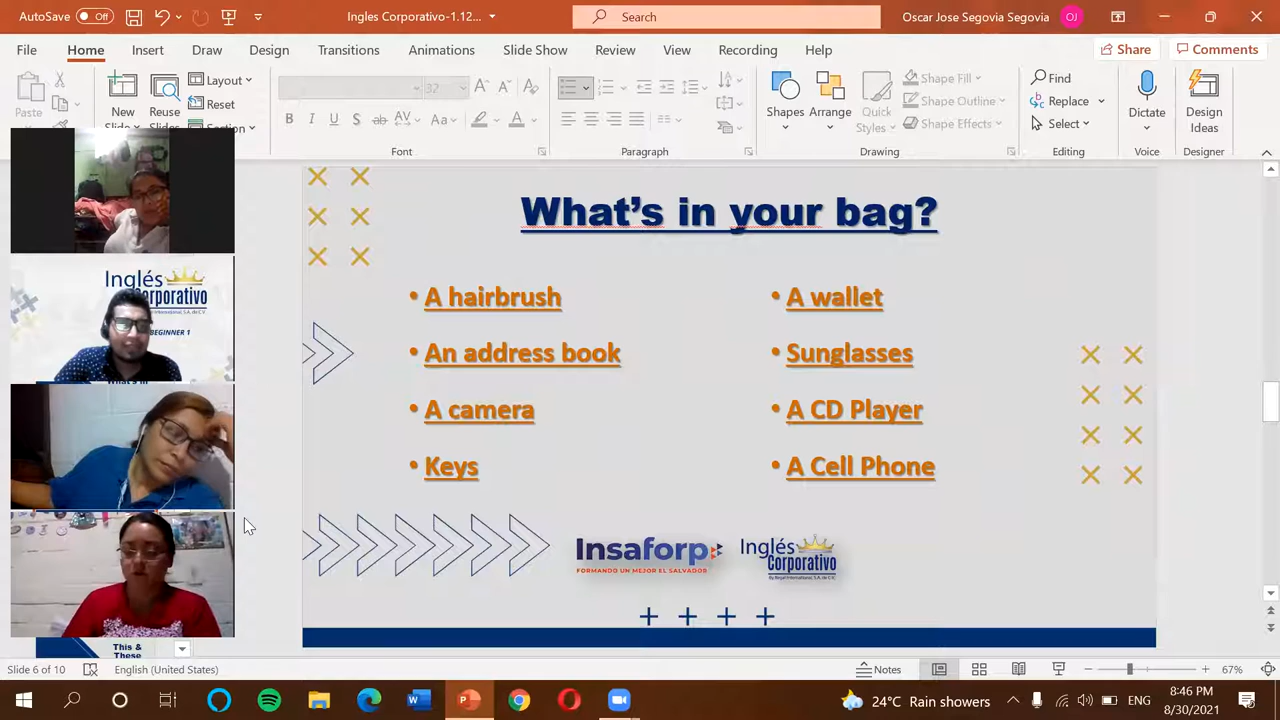 AutoSave Off Ingles Corporativo-1.12... Search Oscar Jose Segovia Segovia OJ
File Home Insert Draw Design Transitions Animations Slide Show Review View Recording Help Share Comments
Paste New Slide Reuse Slides Layout Reset Section
Shapes Arrange Quick Styles Shape Fill Shape Outline Shape Effects
Find Replace Select Dictate Design Ideas
Font Paragraph Drawing Editing Voice Designer
What's in your bag?
• A hairbrush
• An address book
• A camera
• Keys
• A wallet
• Sunglasses
• A CD Player
• A Cell Phone
Insaforp
FORMANDO UN MEJOR EL SALVADOR
Inglés
Corporativo
Inglés
Corporativo
BEGINNER 1
This &
These
Slide 6 of 10 English (United States) Notes 67%
24°C Rain showers ENG 8:46 PM
8/30/2021